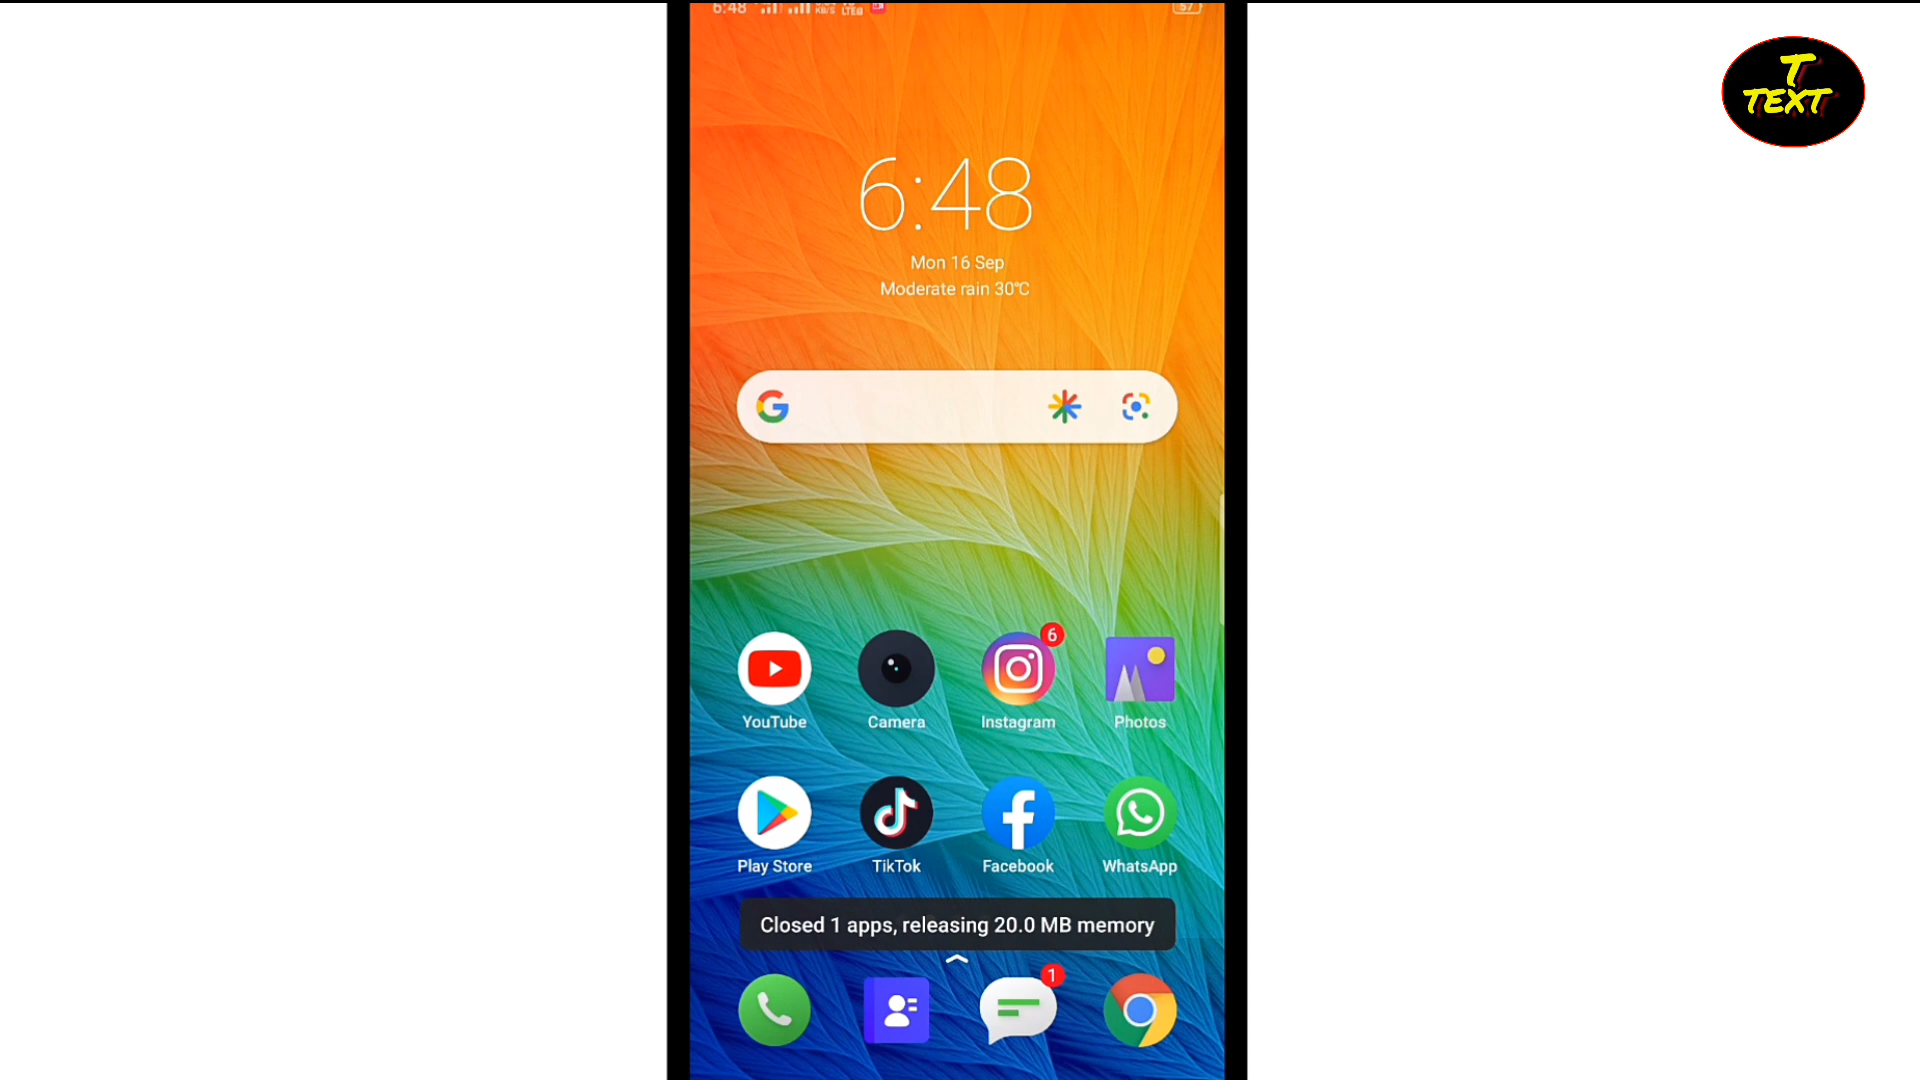 6:48
57
T
TEXT
6:48
Mon 16 Sep
Moderate rain 30°C
6
YouTube
Camera
Instagram
Photos
Play Store
TikTok
Facebook
WhatsApp
Closed 1 apps, releasing 20.0 MB memory
1